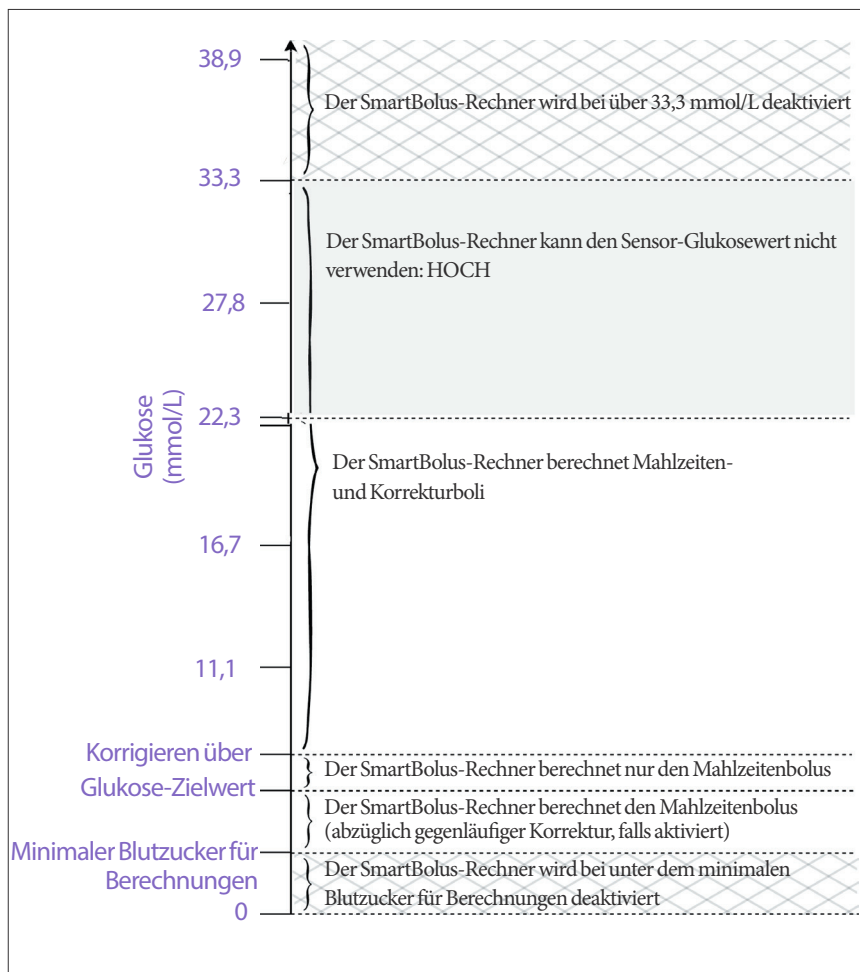 38,9
Der SmartBolus-Rechner wird bei über 33,3 mmol/L deaktiviert
33,3
Der SmartBolus-Rechner kann den Sensor-Glukosewert nicht
verwenden: HOCH
27,8
Glukose
(mmol/L)
22,3
Der SmartBolus-Rechner berechnet Mahlzeiten-
und Korrekturboli
16,7
11,1
Korrigieren über
Der SmartBolus-Rechner berechnet nur den Mahlzeitenbolus
Glukose-Zielwert
Der SmartBolus-Rechner berechnet den Mahlzeitenbolus
(abzüglich gegenläufiger Korrektur, falls aktiviert)
Minimaler Blutzucker für
Berechnungen
Der SmartBolus-Rechner wird bei unter dem minimalen
Blutzucker für Berechnungen deaktiviert
0